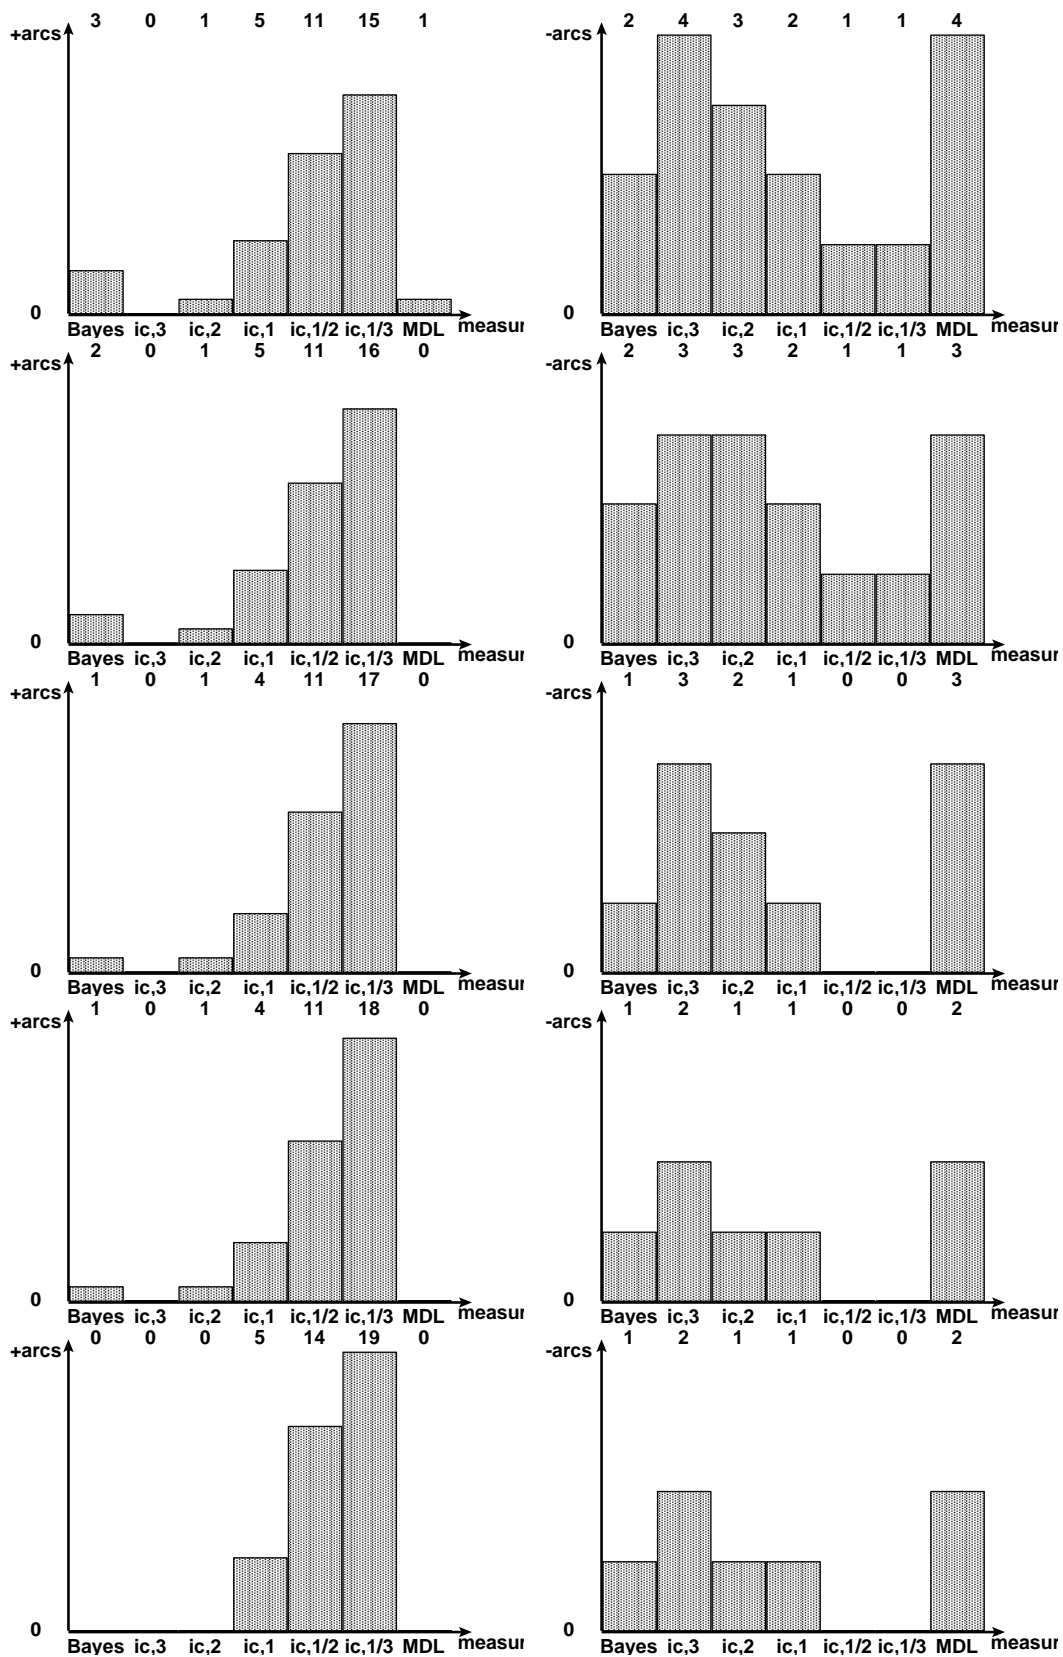 3 0 1 5 11 15 1
+arcs
0
Bayes ic,3 ic,2 ic,1 ic,1/2 ic,1/3 MDL measur
2 4 3 2 1 1 4
-arcs
0
Bayes ic,3 ic,2 ic,1 ic,1/2 ic,1/3 MDL measur
2 0 1 5 11 16 0
+arcs
0
Bayes ic,3 ic,2 ic,1 ic,1/2 ic,1/3 MDL measur
2 3 3 2 1 1 3
-arcs
0
Bayes ic,3 ic,2 ic,1 ic,1/2 ic,1/3 MDL measur
1 0 1 4 11 17 0
+arcs
0
Bayes ic,3 ic,2 ic,1 ic,1/2 ic,1/3 MDL measur
1 3 2 1 0 0 3
-arcs
0
Bayes ic,3 ic,2 ic,1 ic,1/2 ic,1/3 MDL measur
1 0 1 4 11 18 0
+arcs
0
Bayes ic,3 ic,2 ic,1 ic,1/2 ic,1/3 MDL measur
1 2 1 1 0 0 2
-arcs
0
Bayes ic,3 ic,2 ic,1 ic,1/2 ic,1/3 MDL measur
0 0 0 5 14 19 0
+arcs
0
Bayes ic,3 ic,2 ic,1 ic,1/2 ic,1/3 MDL measur
1 2 1 1 0 0 2
-arcs
0
Bayes ic,3 ic,2 ic,1 ic,1/2 ic,1/3 MDL measur